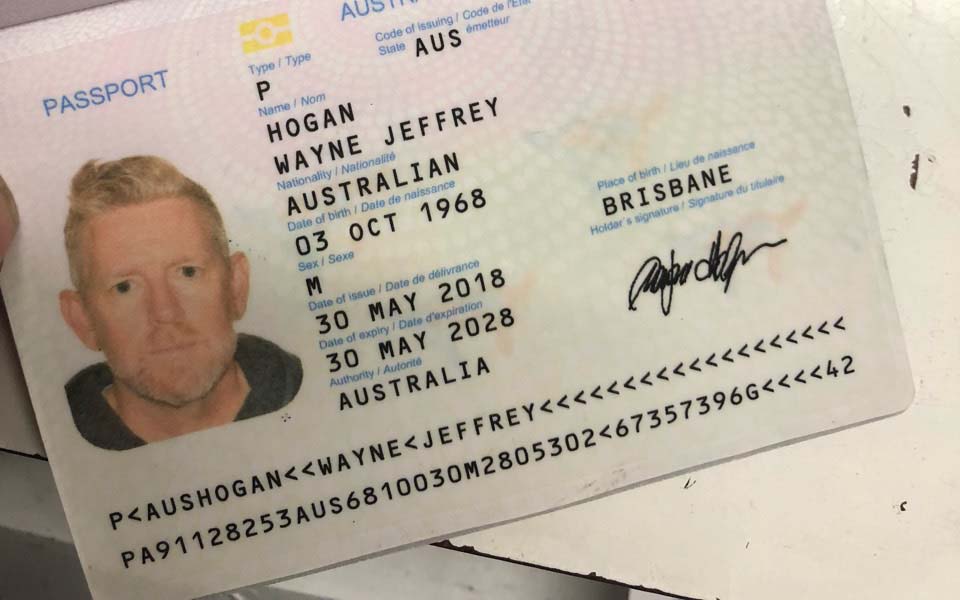 PASSPORT
AUSTR
Type / Type
P
Code of issuing / Code de
State émetteur
AUS
Name / Nom
HOGAN
WAYNE JEFFREY
Nationality / Nationalité
AUSTRALIAN
Date of birth / Date de naissance
03 OCT 1968
Sex / Sexe
M
Place of birth / Lieu de naissance
BRISBANE
Holder's signature / Signature du titulaire
Date of issue / Date de délivrance
30 MAY 2018
Date of expiry / Date d'expiration
30 MAY 2028
Authority / Autorité
AUSTRALIA
P<AUSHOGAN<<WAYNE<JEFFREY<<<<<<<<<<<<<<<<<<<
PA91128253AUS6810030M2805302<67357396G<<<<42